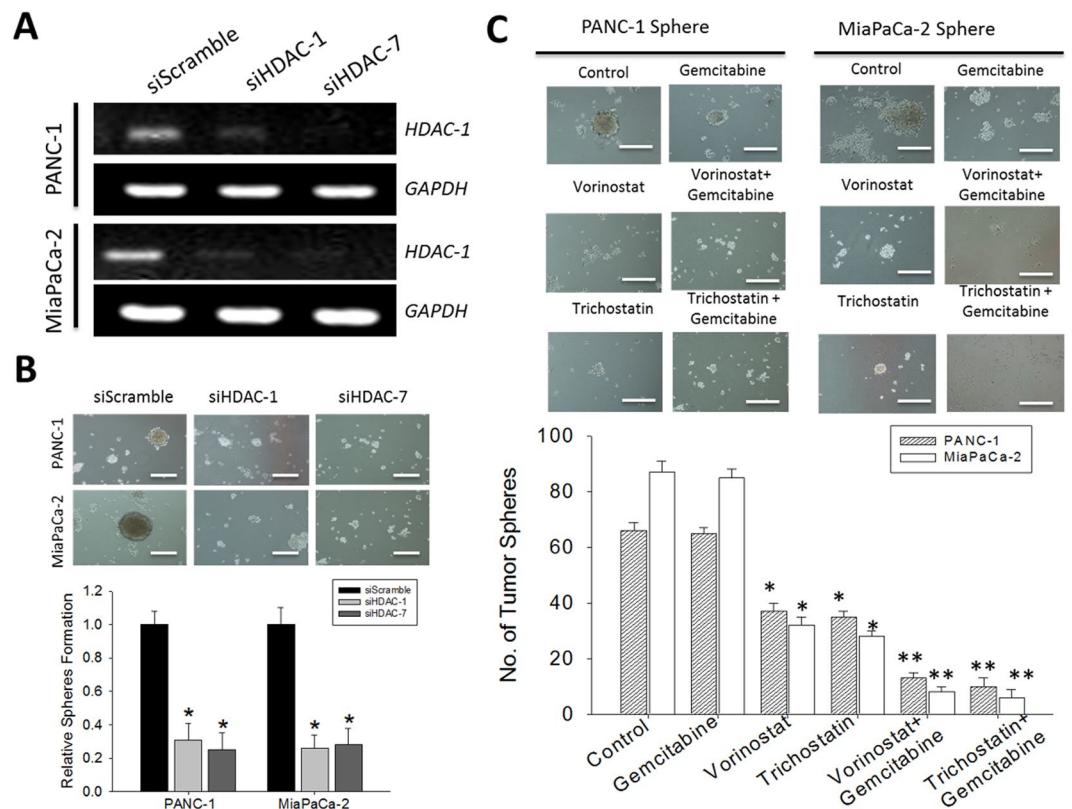 A
siScramble
siHDAC-1
siHDAC-7
PANC-1
HDAC-1
GAPDH
MiaPaCa-2
HDAC-1
GAPDH
B
siScramble
siHDAC-1
siHDAC-7
PANC-1
MiaPaCa-2
Relative Spheres Formation
1.2
1.0
0.8
0.6
0.4
0.2
0.0
siScramble
siHDAC-1
siHDAC-7
*
*
*
*
PANC-1
MiaPaCa-2
C
PANC-1 Sphere
Control
Gemcitabine
Vorinostat
Vorinostat+
Gemcitabine
Trichostatin
Trichostatin +
Gemcitabine
MiaPaCa-2 Sphere
Control
Gemcitabine
Vorinostat
Vorinostat+
Gemcitabine
Trichostatin
Trichostatin +
Gemcitabine
No. of Tumor Spheres
100
80
60
40
20
0
PANC-1
MiaPaCa-2
*
*
*
*
**
**
**
**
Control
Gemcitabine
Vorinostat
Trichostatin
Vorinostat+
Gemcitabine
Trichostatin+
Gemcitabine